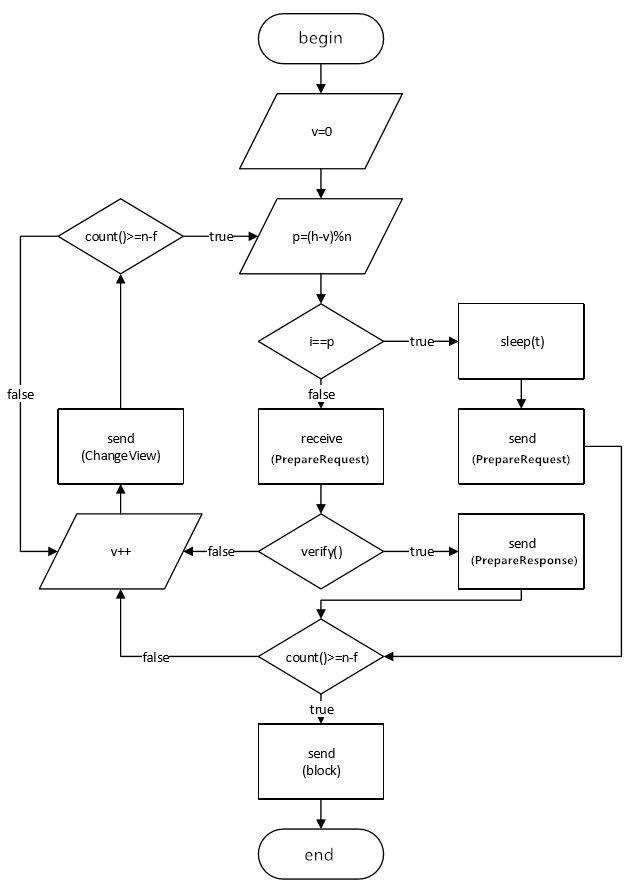 begin
v=0
count()>=n-f
true
p=(h-v)%n
i==p
true
sleep(t)
false
false
send
(ChangeView)
receive
(PrepareRequest)
send
(PrepareRequest)
v++
false
verify()
true
send
(PrepareResponse)
false
count()>=n-f
true
send
(block)
end